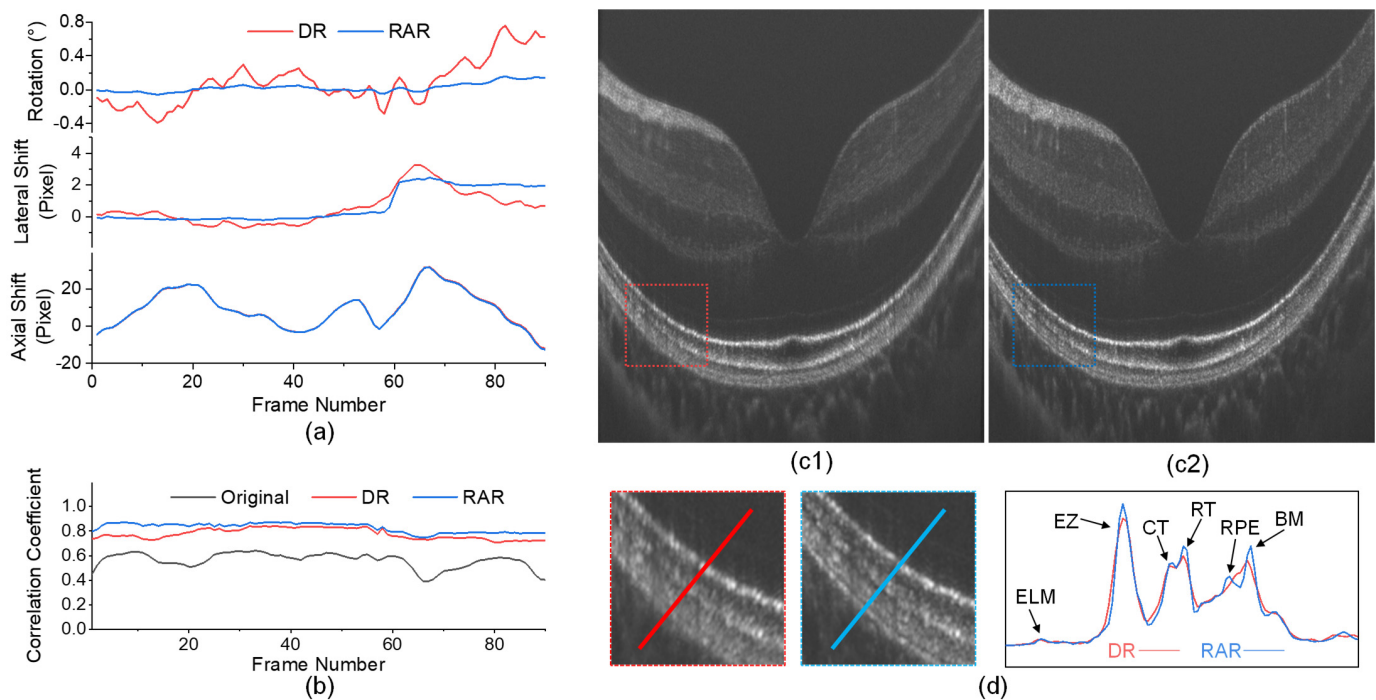 DR RAR
Rotation (°)
0.8
0.4
0.0
-0.4
Lateral Shift
(Pixel)
4
2
0
Axial Shift
(Pixel)
20
0
-20
0 20 40 60 80
Frame Number
(a)
Original DR RAR
Correlation Coefficient
1.0
0.8
0.6
0.4
0.2
0.0
0 20 40 60 80
Frame Number
(b)
(c1)
(c2)
EZ
CT
RT
RPE
BM
ELM
DR RAR
(d)